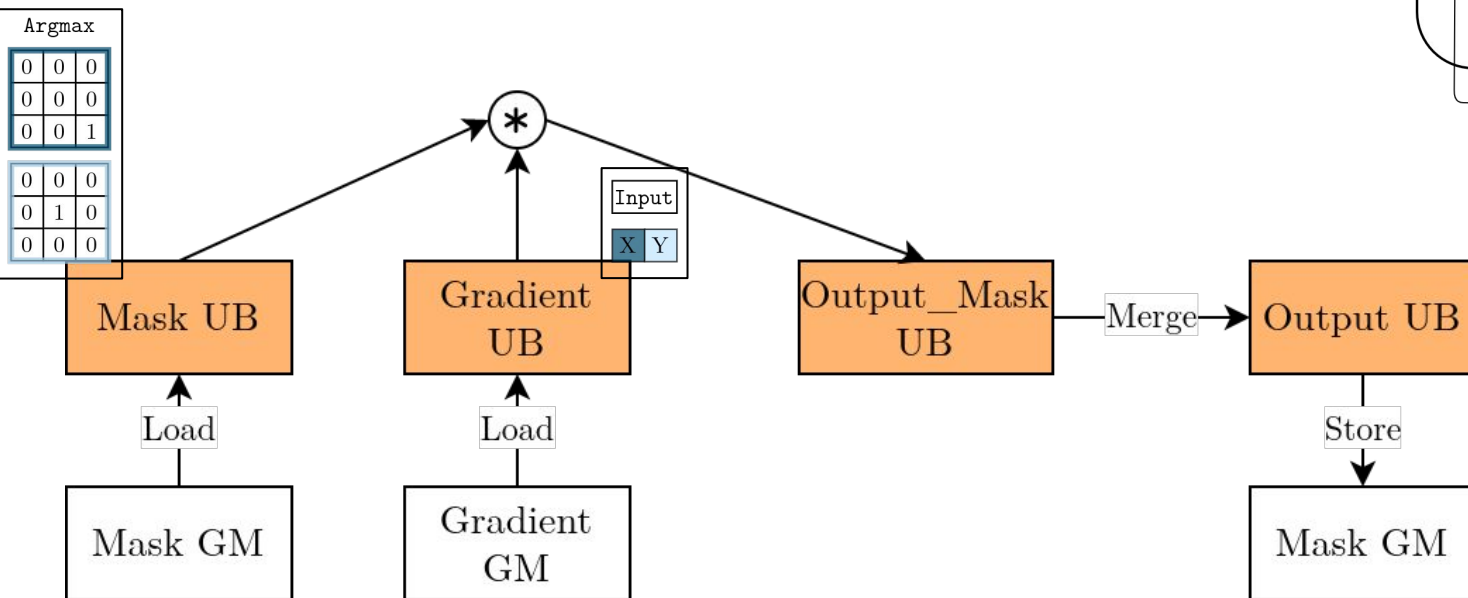 Argmax
0 0 0
0 0 0
0 0 1
0 0 0
0 1 0
0 0 0
*
Input
X Y
Mask UB
Gradient
UB
Output_Mask
UB
Merge
Output UB
Load
Load
Store
Mask GM
Gradient
GM
Mask GM